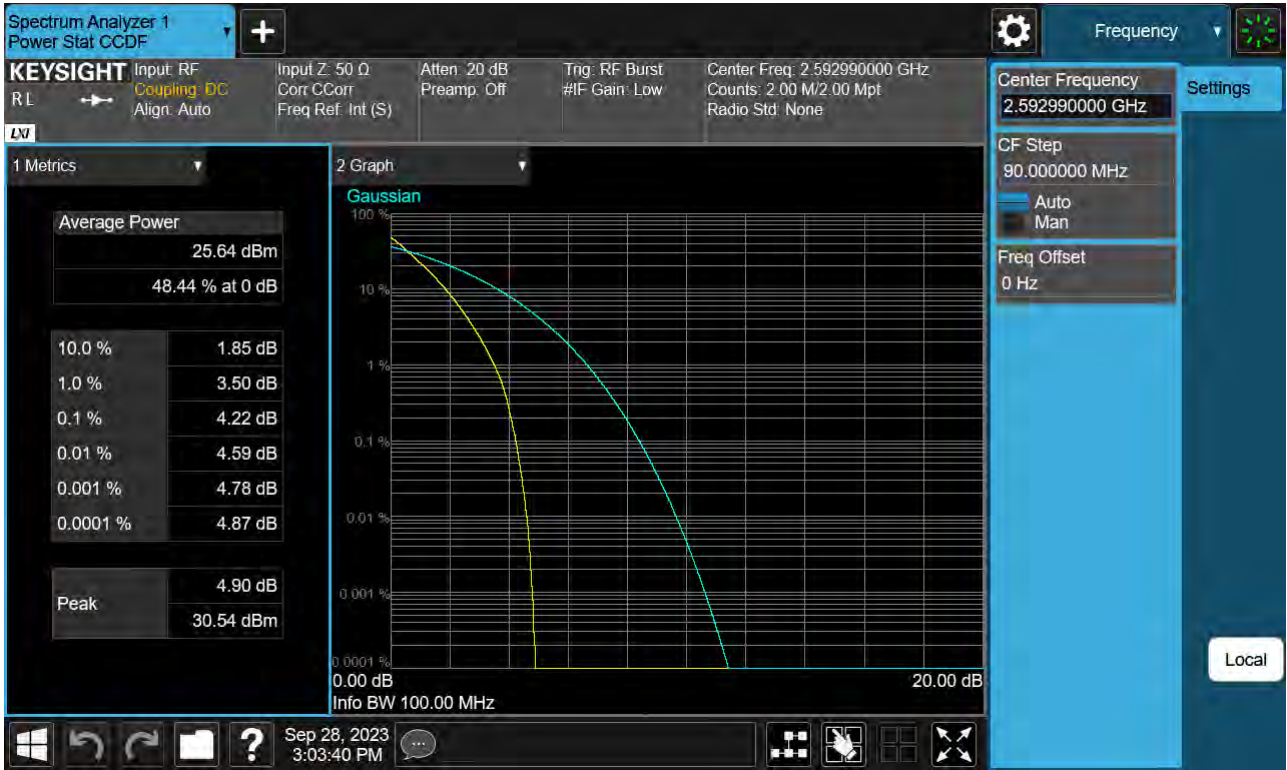 Spectrum Analyzer 1
Power Stat CCDF
+
Frequency
KEYSIGHT
RL
LXI
Input: RF
Coupling: DC
Align: Auto
Input Z: 50 Ω
Corr CCorr
Freq Ref: Int (S)
Atten: 20 dB
Preamp: Off
Trig: RF Burst
#IF Gain: Low
Center Freq: 2.592990000 GHz
Counts: 2.00 M/2.00 Mpt
Radio Std: None
Center Frequency
2.592990000 GHz
Settings
CF Step
90.000000 MHz
Auto
Man
Freq Offset
0 Hz
Local
1 Metrics
Average Power
25.64 dBm
48.44 % at 0 dB
10.0 % 1.85 dB
1.0 % 3.50 dB
0.1 % 4.22 dB
0.01 % 4.59 dB
0.001 % 4.78 dB
0.0001 % 4.87 dB
Peak
4.90 dB
30.54 dBm
2 Graph
Gaussian
100 %
10 %
1 %
0.1 %
0.01 %
0.001 %
0.0001 %
0.00 dB 20.00 dB
Info BW 100.00 MHz
?
Sep 28, 2023
3:03:40 PM